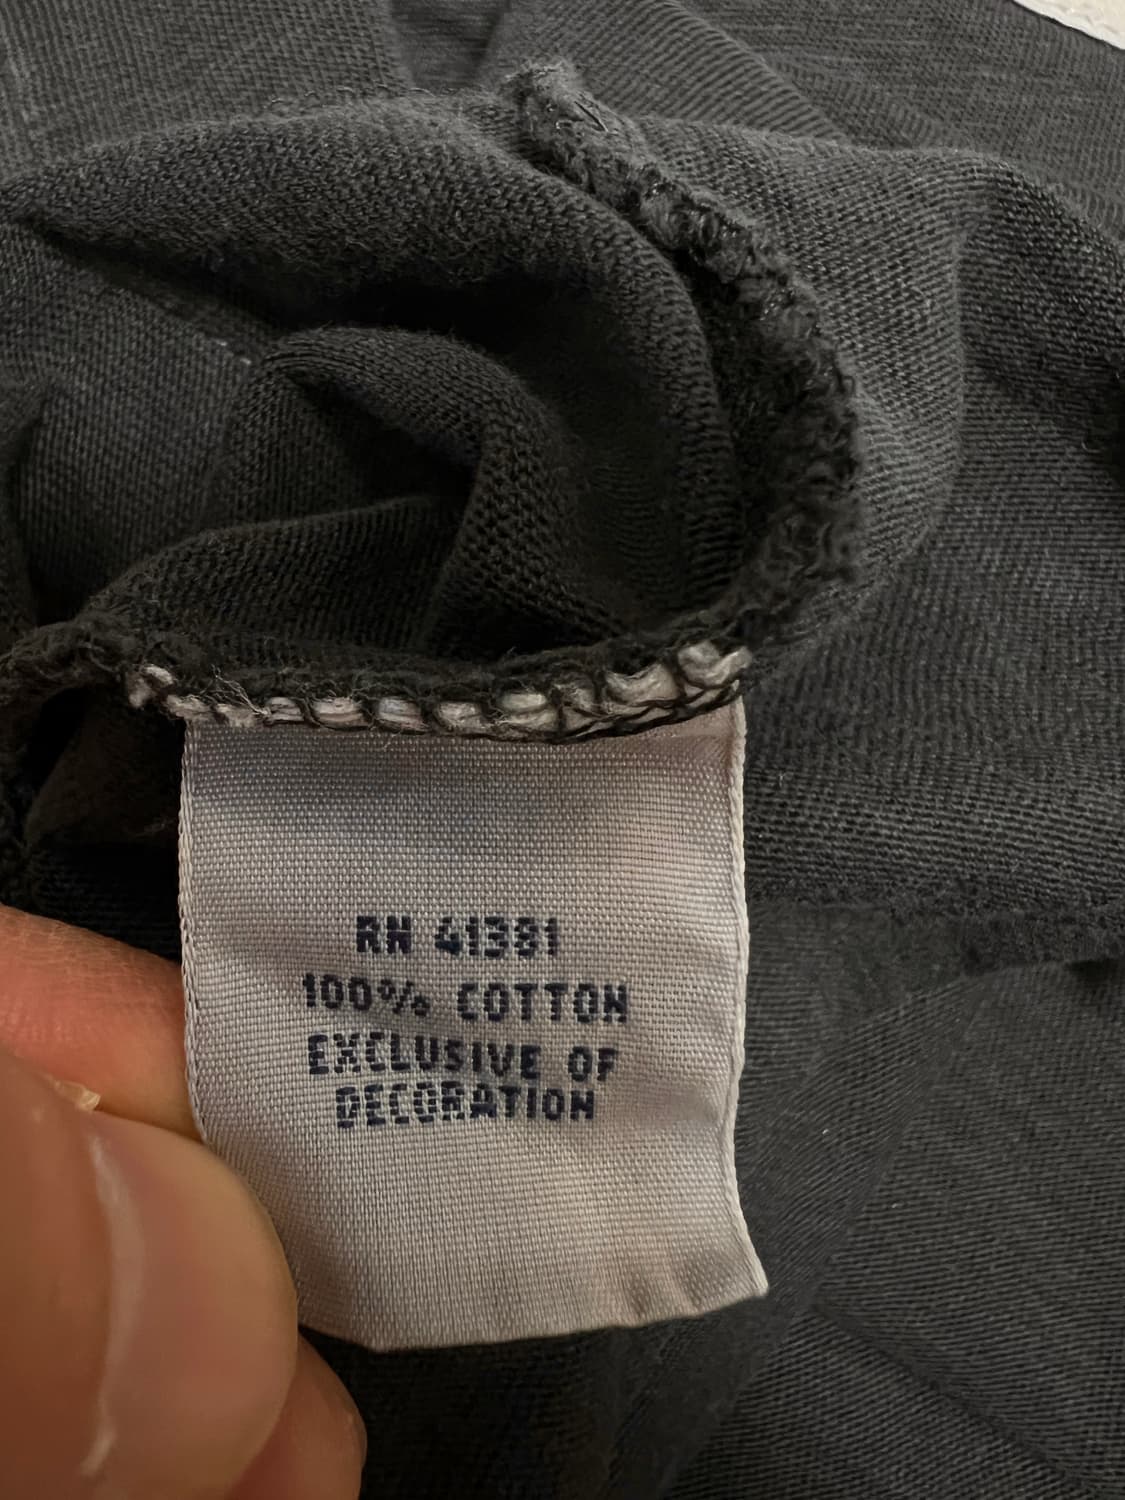 RN 41381
100% COTTON
EXCLUSIVE OF
DECORATION